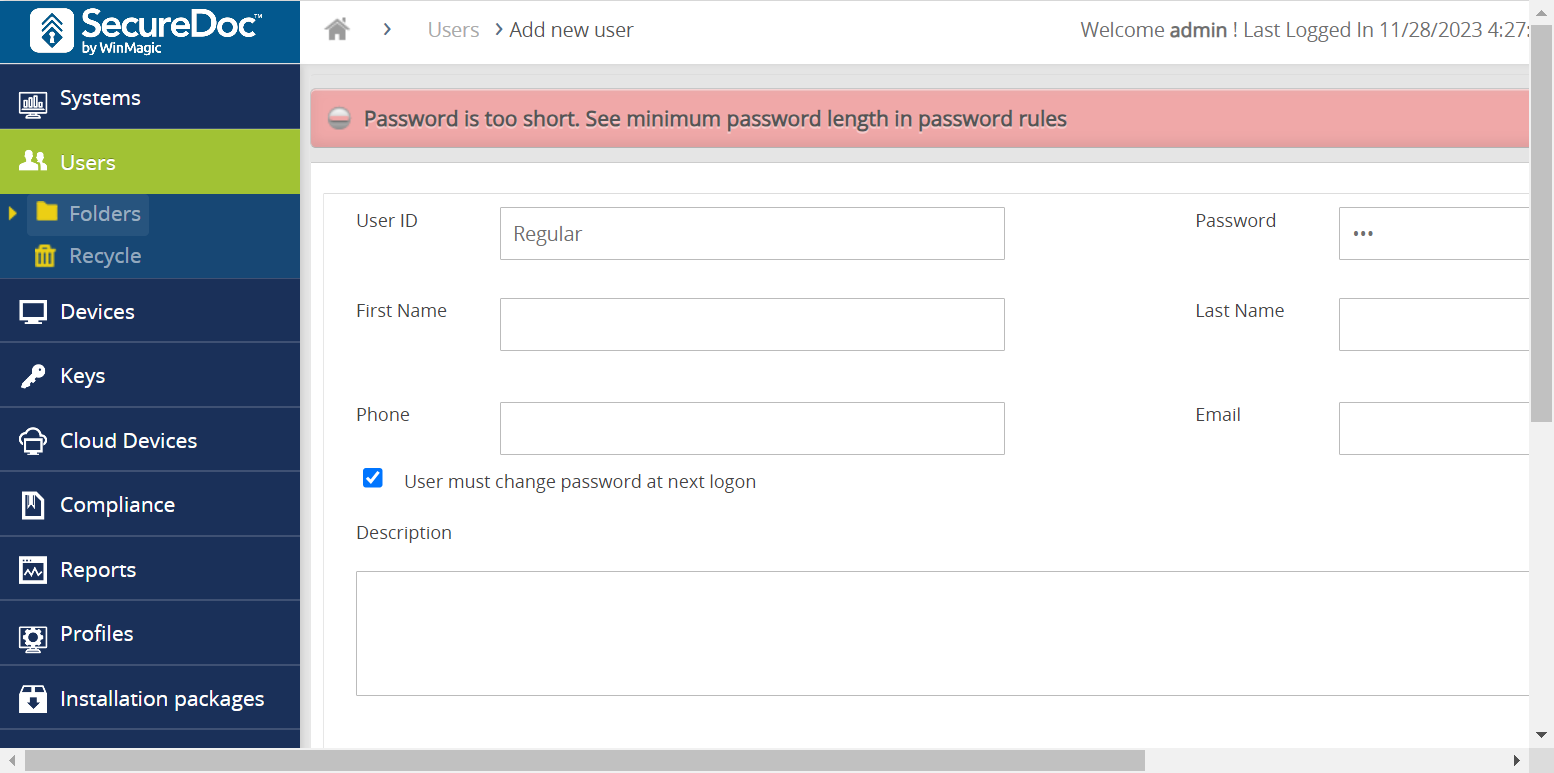 SecureDoc™
by WinMagic
Users
Add new user
Welcome admin ! Last Logged In 11/28/2023 4:27:
Systems
Users
Folders
Recycle
Devices
Keys
Cloud Devices
Compliance
Reports
Profiles
Installation packages
Password is too short. See minimum password length in password rules
User ID
Regular
Password
•••
First Name
Last Name
Phone
Email
User must change password at next logon
Description